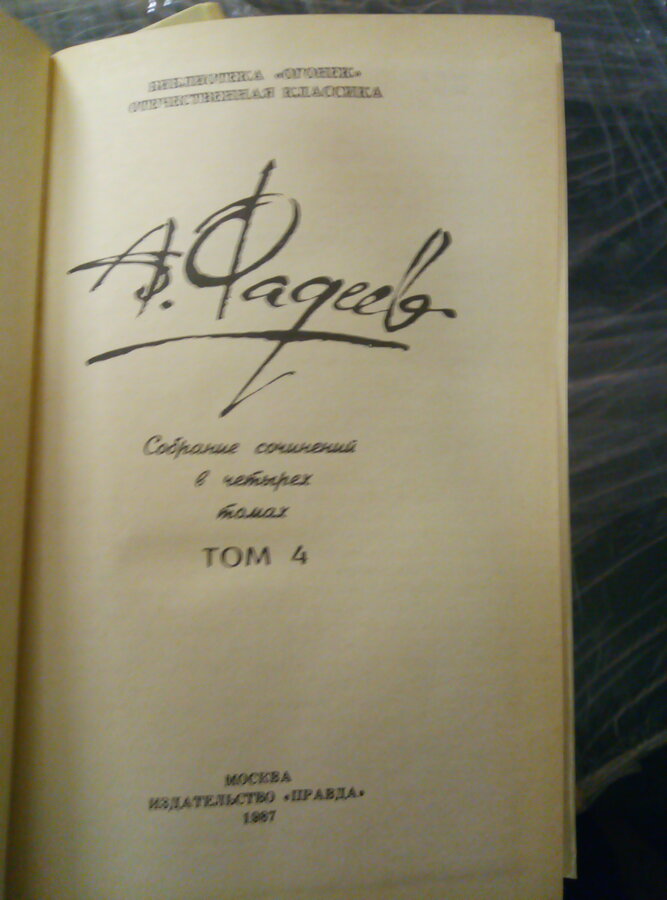 БИБЛИОТЕКА «ОГОНЕК»
ОТЕЧЕСТВЕННАЯ КЛАССИКА
А. Фадеев
Собрание сочинений
в четырех
томах
ТОМ 4
МОСКВА
ИЗДАТЕЛЬСТВО «ПРАВДА»
1987